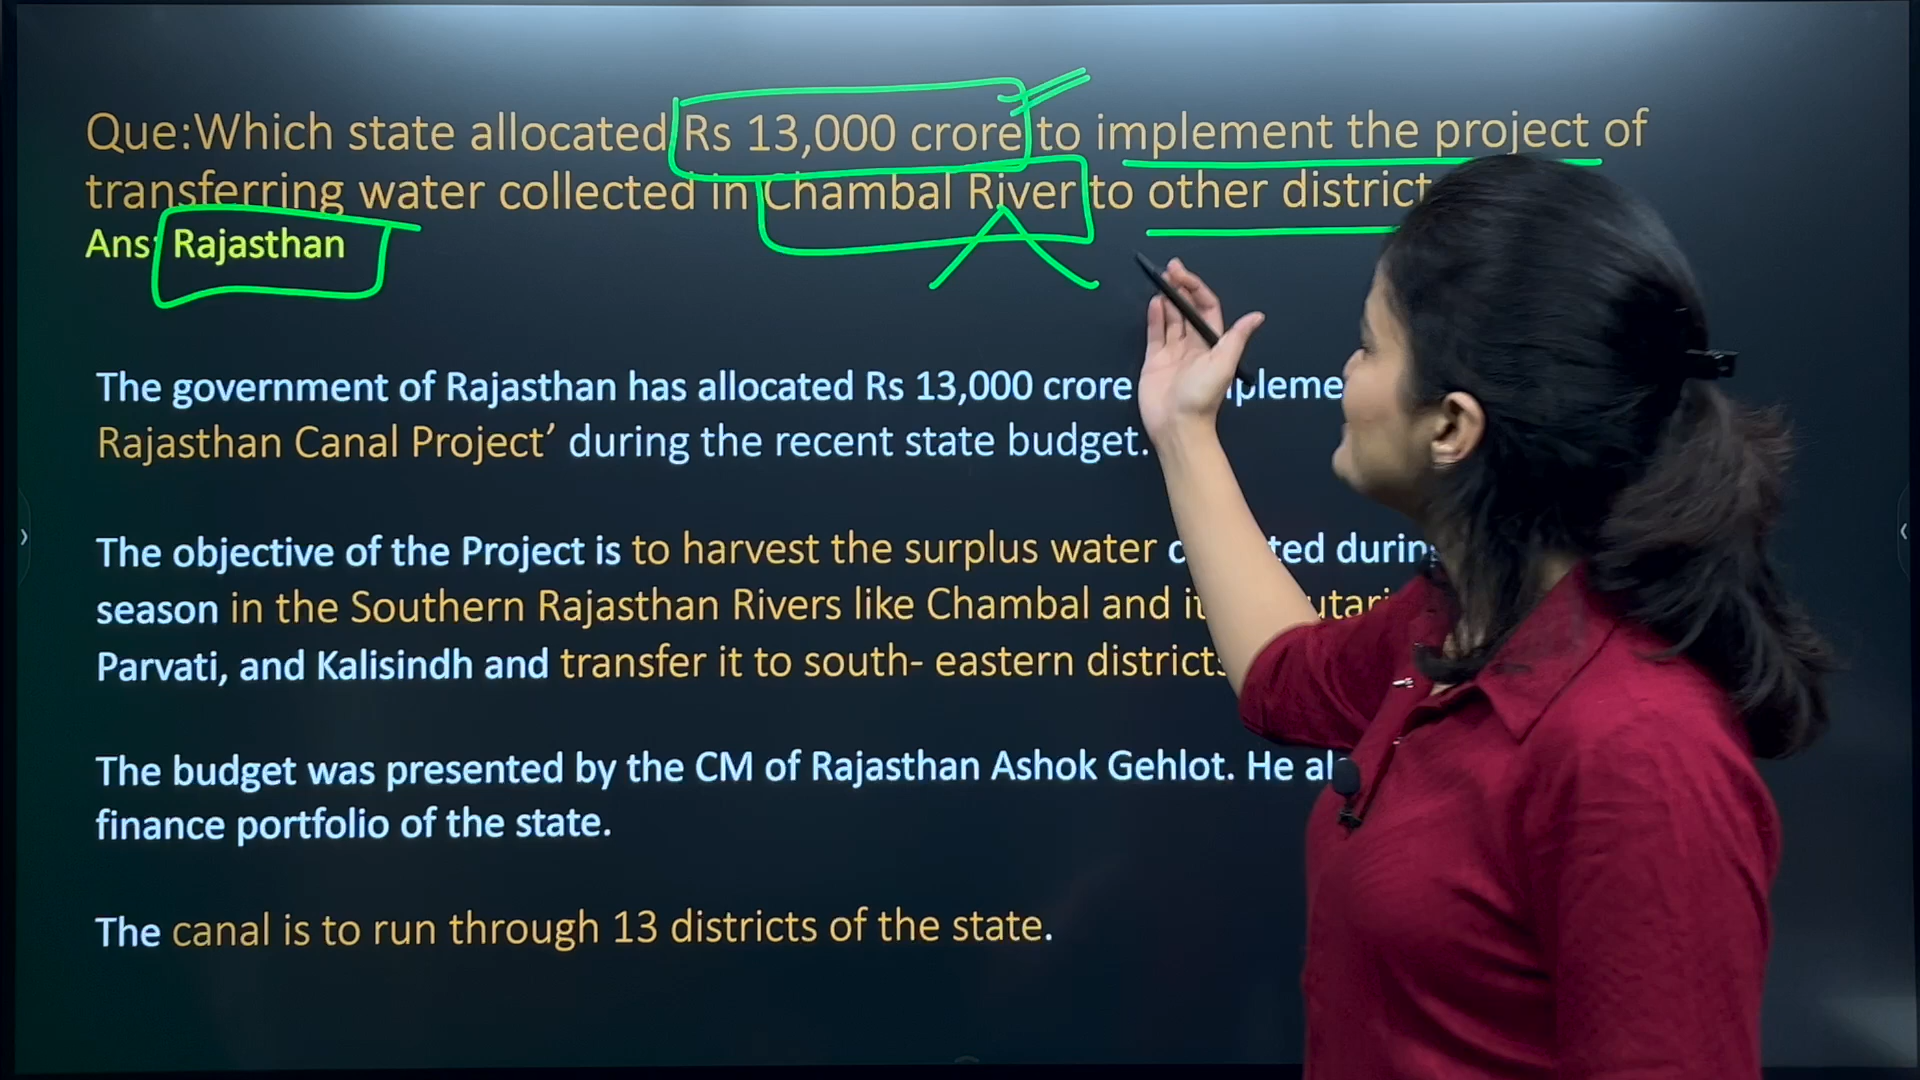 Que:Which state allocated Rs 13,000 crore to implement the project of
transferring water collected in Chambal River to other district
Ans: Rajasthan
The government of Rajasthan has allocated Rs 13,000 crore
Rajasthan Canal Project’ during the recent state budget.
The objective of the Project is to harvest the surplus water
season in the Southern Rajasthan Rivers like Chambal and
Parvati, and Kalisindh and transfer it to south- eastern districts
The budget was presented by the CM of Rajasthan Ashok Gehlot. He
finance portfolio of the state.
The canal is to run through 13 districts of the state.